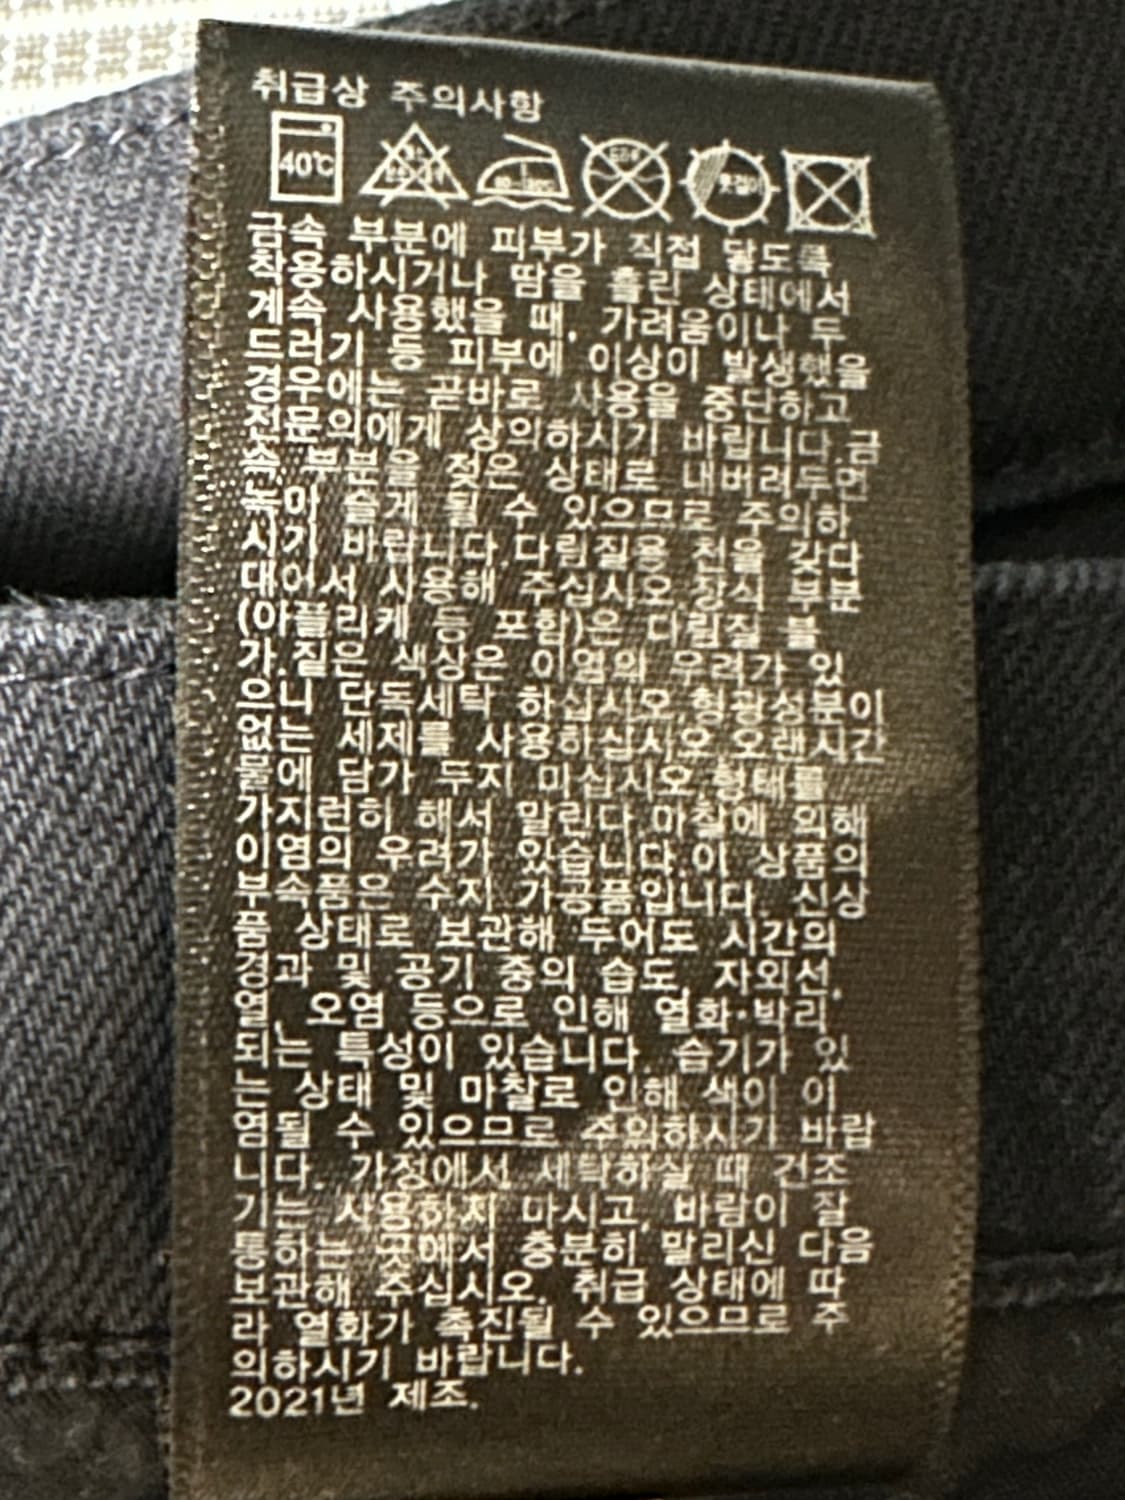 취급상 주의사항
40℃
금속 부분에 피부가 직접 닿도록
착용하시거나 땀을 흘린 상태에서
계속 사용했을 때, 가려움이나 두
드러기 등 피부에 이상이 발생했을
경우에는 곧바로 사용을 중단하고
전문의에게 상의하시기 바랍니다.금
속 부분을 젖은 상태로 내버려두면
녹이 슬게 될 수 있으므로 주의하
시기 바랍니다.다림질용 천을 갖다
대어서 사용해 주십시오.장식 부분
(아플리케 등 포함)은 다림질 불
가.짙은 색상은 이염의 우려가 있
으니 단독세탁 하십시오.형광성분이
없는 세제를 사용하십시오.오랜시간
물에 담가 두지 마십시오.형태를
가지런히 해서 말린다.마찰에 의해
이염의 우려가 있습니다.이 상품의
부속품은 수지 가공품입니다. 신상
품 상태로 보관해 두어도 시간의
경과 및 공기 중의 습도, 자외선,
열, 오염 등으로 인해 열화·박리
되는 특성이 있습니다. 습기가 있
는 상태 및 마찰로 인해 색이 이
염될 수 있으므로 주의하시기 바랍
니다. 가정에서 세탁하실 때 건조
기는 사용하지 마시고, 바람이 잘
통하는 곳에서 충분히 말리신 다음
보관해 주십시오. 취급 상태에 따
라 열화가 촉진될 수 있으므로 주
의하시기 바랍니다.
2021년 제조.